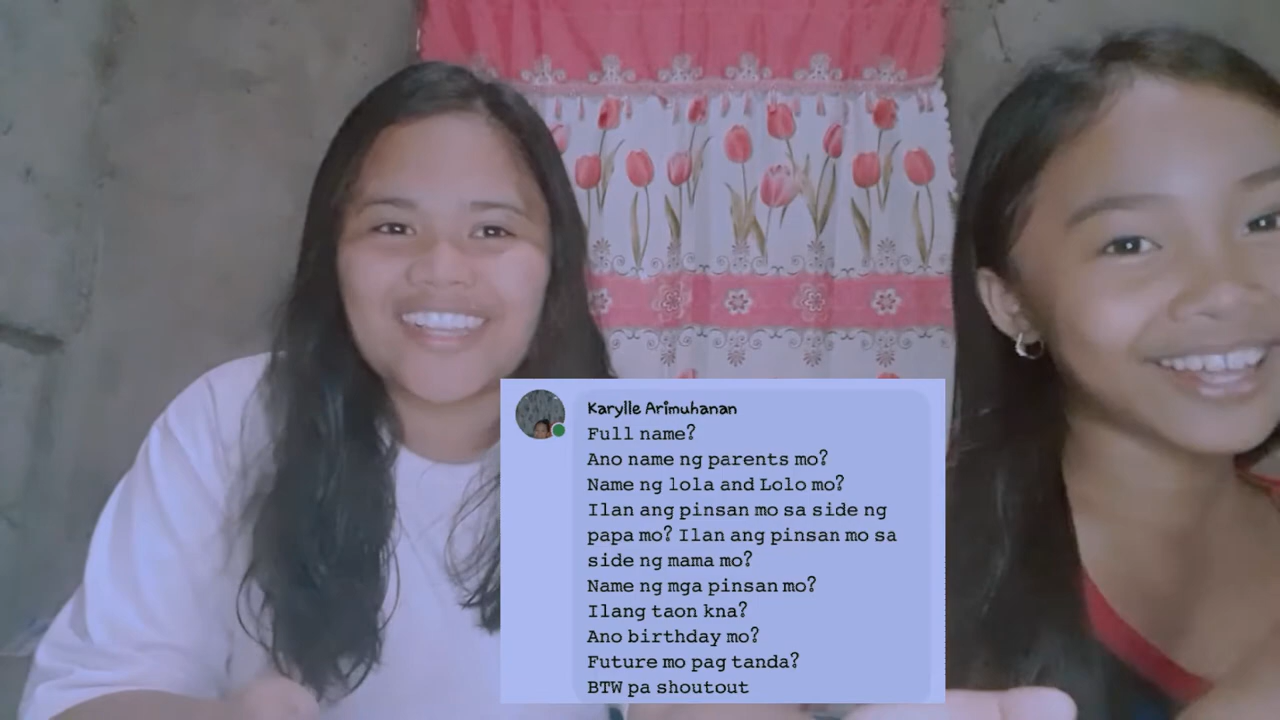 Karylle Arimuhanan
Full name?
Ano name ng parents mo?
Name ng lola and Lolo mo?
Ilan ang pinsan mo sa side ng
papa mo? Ilan ang pinsan mo sa
side ng mama mo?
Name ng mga pinsan mo?
Ilang taon kna?
Ano birthday mo?
Future mo pag tanda?
BTW pa shoutout